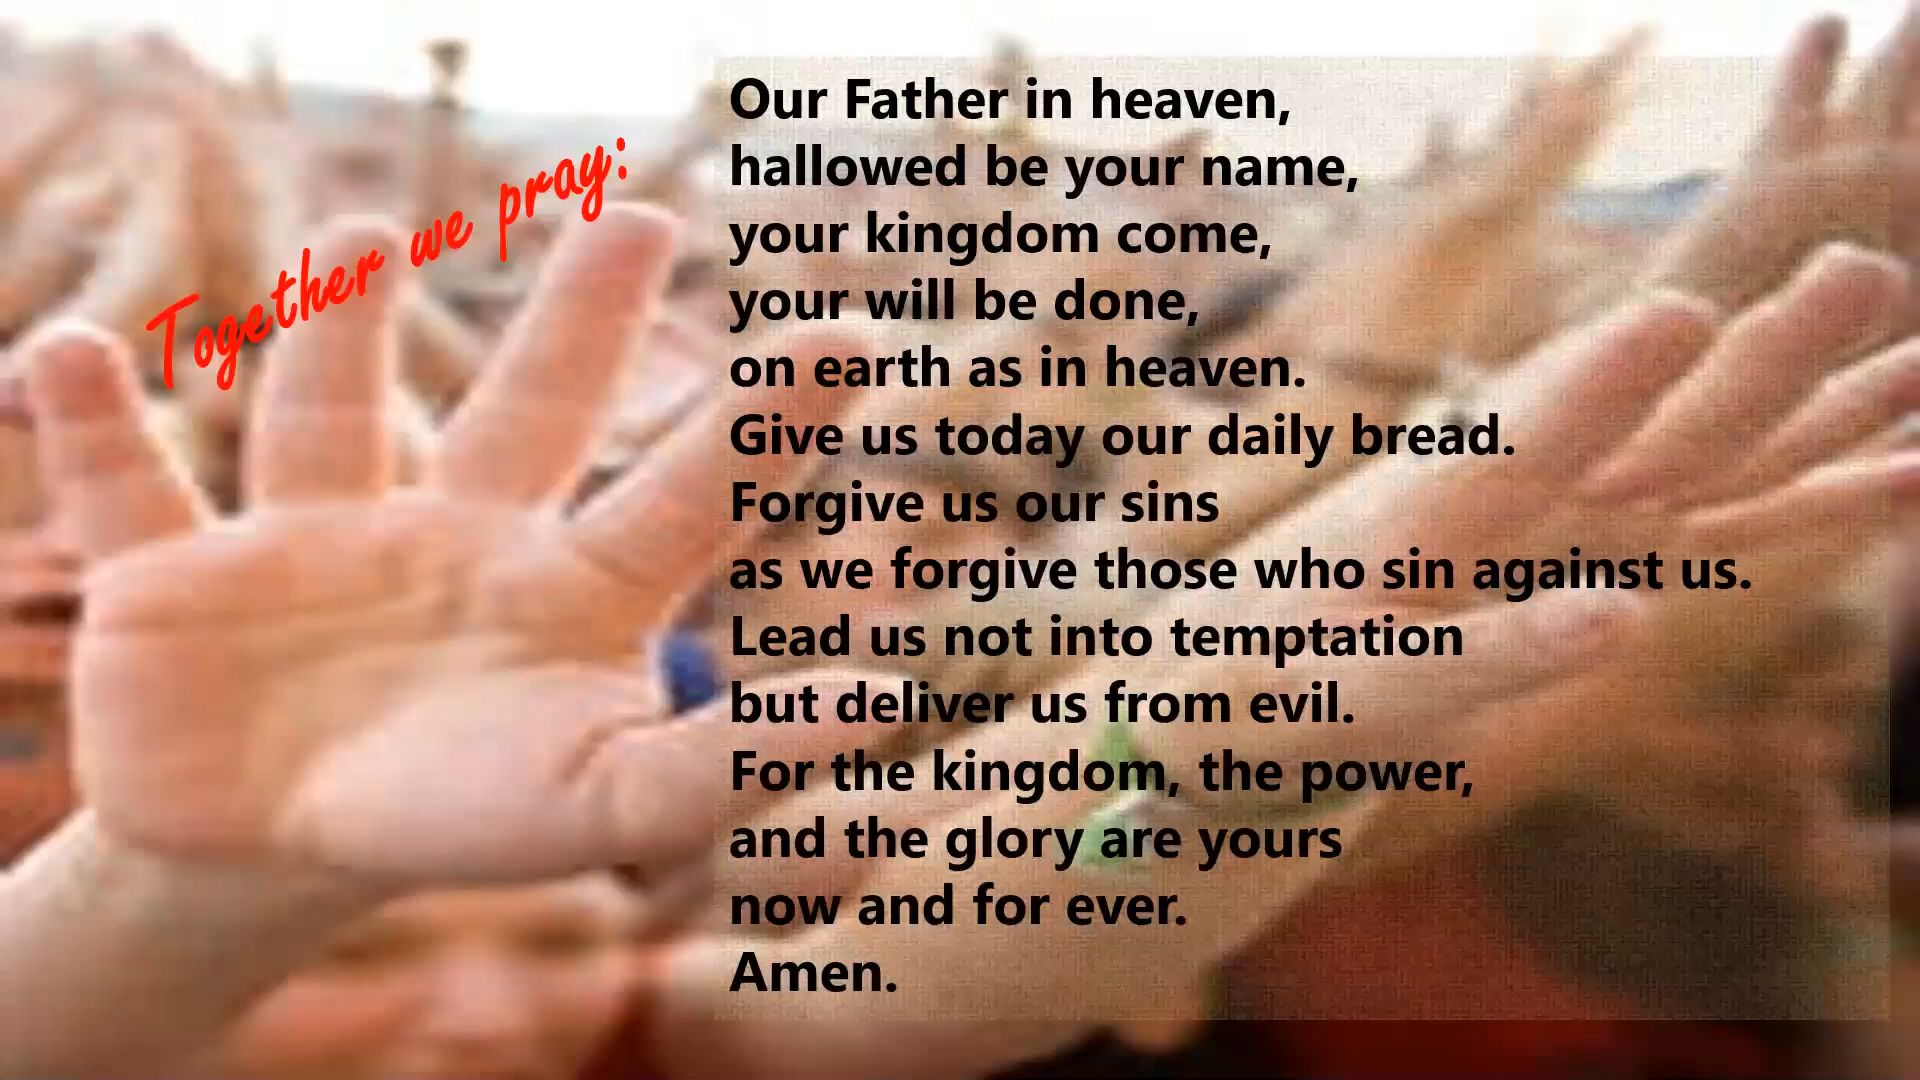 Together we pray:
Our Father in heaven,
hallowed be your name,
your kingdom come,
your will be done,
on earth as in heaven.
Give us today our daily bread.
Forgive us our sins
as we forgive those who sin against us.
Lead us not into temptation
but deliver us from evil.
For the kingdom, the power,
and the glory are yours
now and for ever.
Amen.